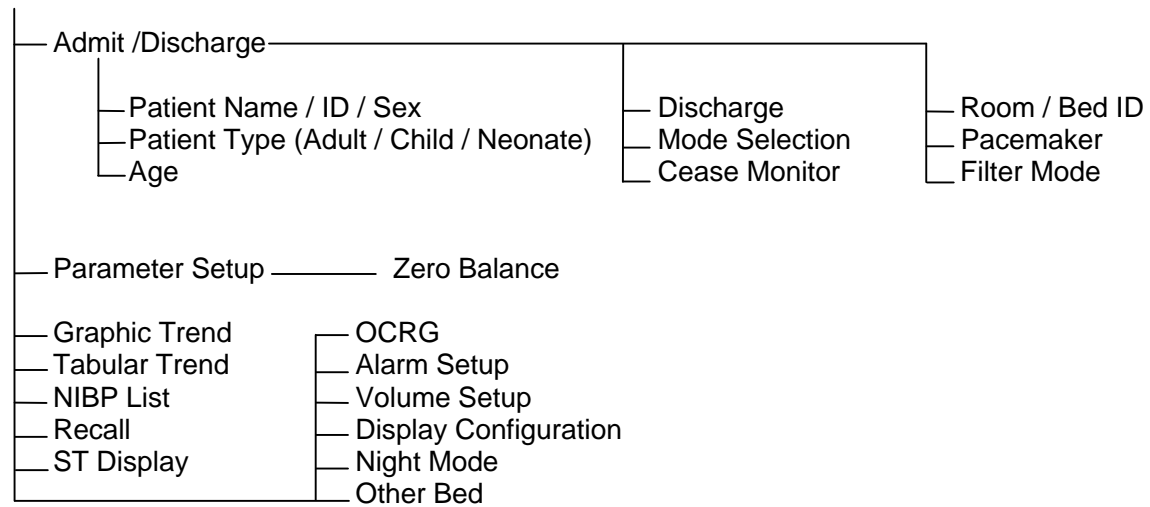 Admit /Discharge
Patient Name / ID / Sex
Patient Type (Adult / Child / Neonate)
Age
Discharge
Mode Selection
Cease Monitor
Room / Bed ID
Pacemaker
Filter Mode
Parameter Setup
Zero Balance
Graphic Trend
Tabular Trend
NIBP List
Recall
ST Display
OCRG
Alarm Setup
Volume Setup
Display Configuration
Night Mode
Other Bed